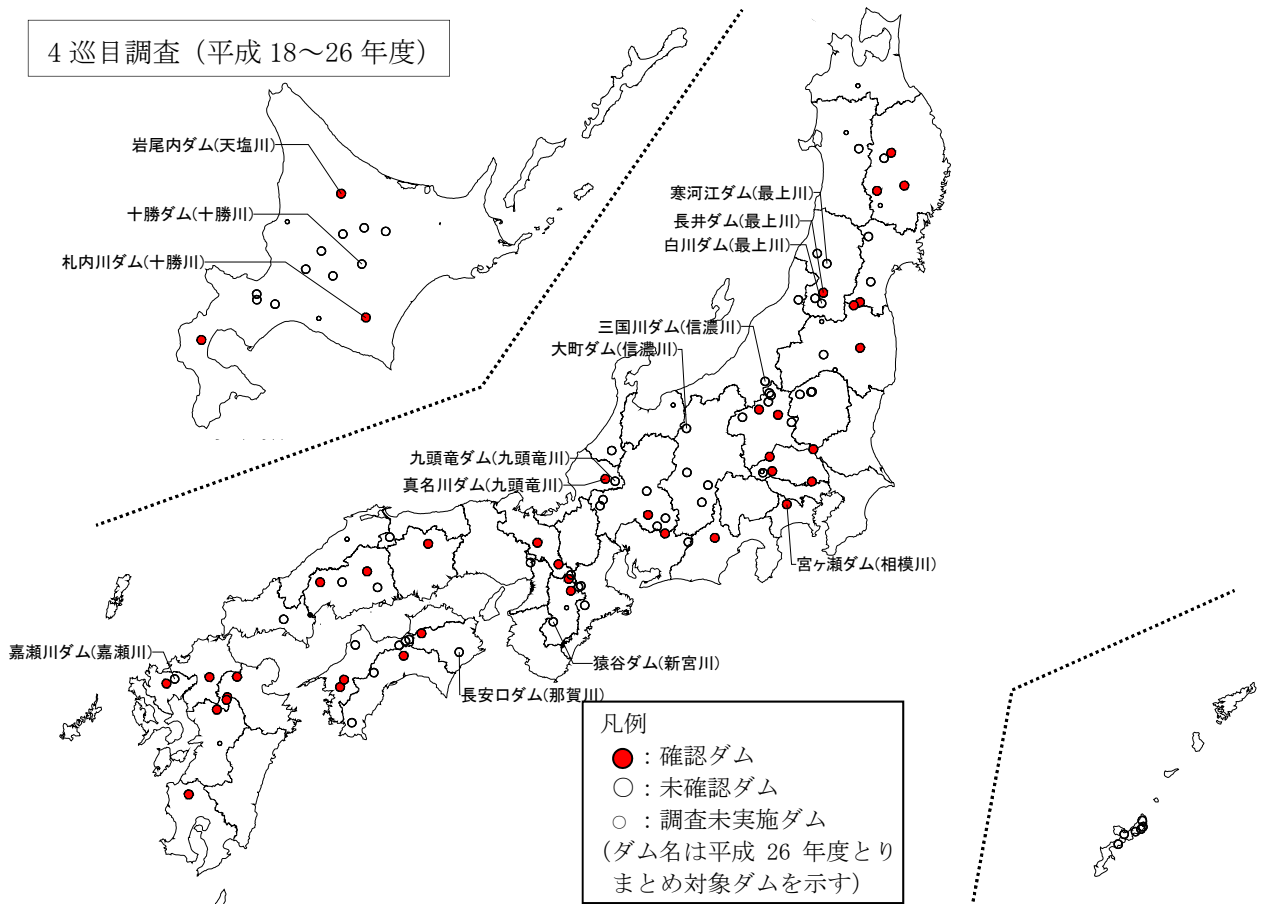 4 巡目調査（平成 18～26 年度）
岩尾内ダム(天塩川)
十勝ダム(十勝川)
札内川ダム(十勝川)
寒河江ダム(最上川)
長井ダム(最上川)
白川ダム(最上川)
三国川ダム(信濃川)
大町ダム(信濃川)
九頭竜ダム(九頭竜川)
真名川ダム(九頭竜川)
宮ヶ瀬ダム(相模川)
嘉瀬川ダム(嘉瀬川)
猿谷ダム(新宮川)
長安口ダム(那賀川)
凡例
：確認ダム
：未確認ダム
：調査未実施ダム
(ダム名は平成 26 年度とり
まとめ対象ダムを示す)